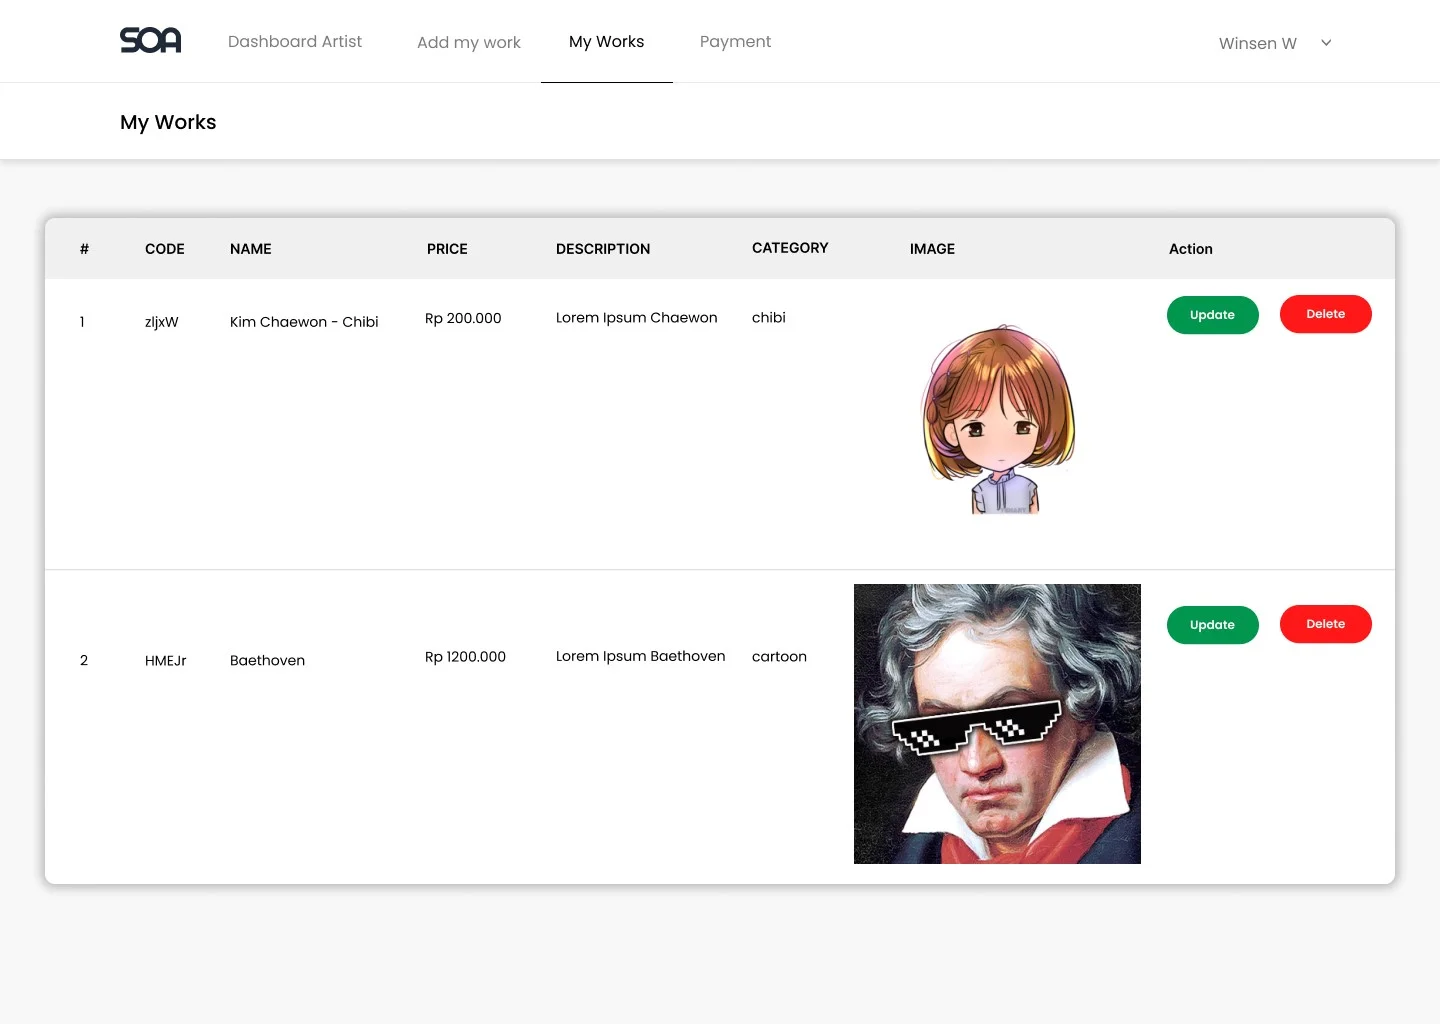 SOA Dashboard Artist Add my work My Works Payment Winsen W
My Works
# CODE NAME PRICE DESCRIPTION CATEGORY IMAGE Action
1 zljxW Kim Chaewon - Chibi Rp 200.000 Lorem Ipsum Chaewon chibi Update Delete
2 HMEJr Baethoven Rp 1200.000 Lorem Ipsum Baethoven cartoon Update Delete